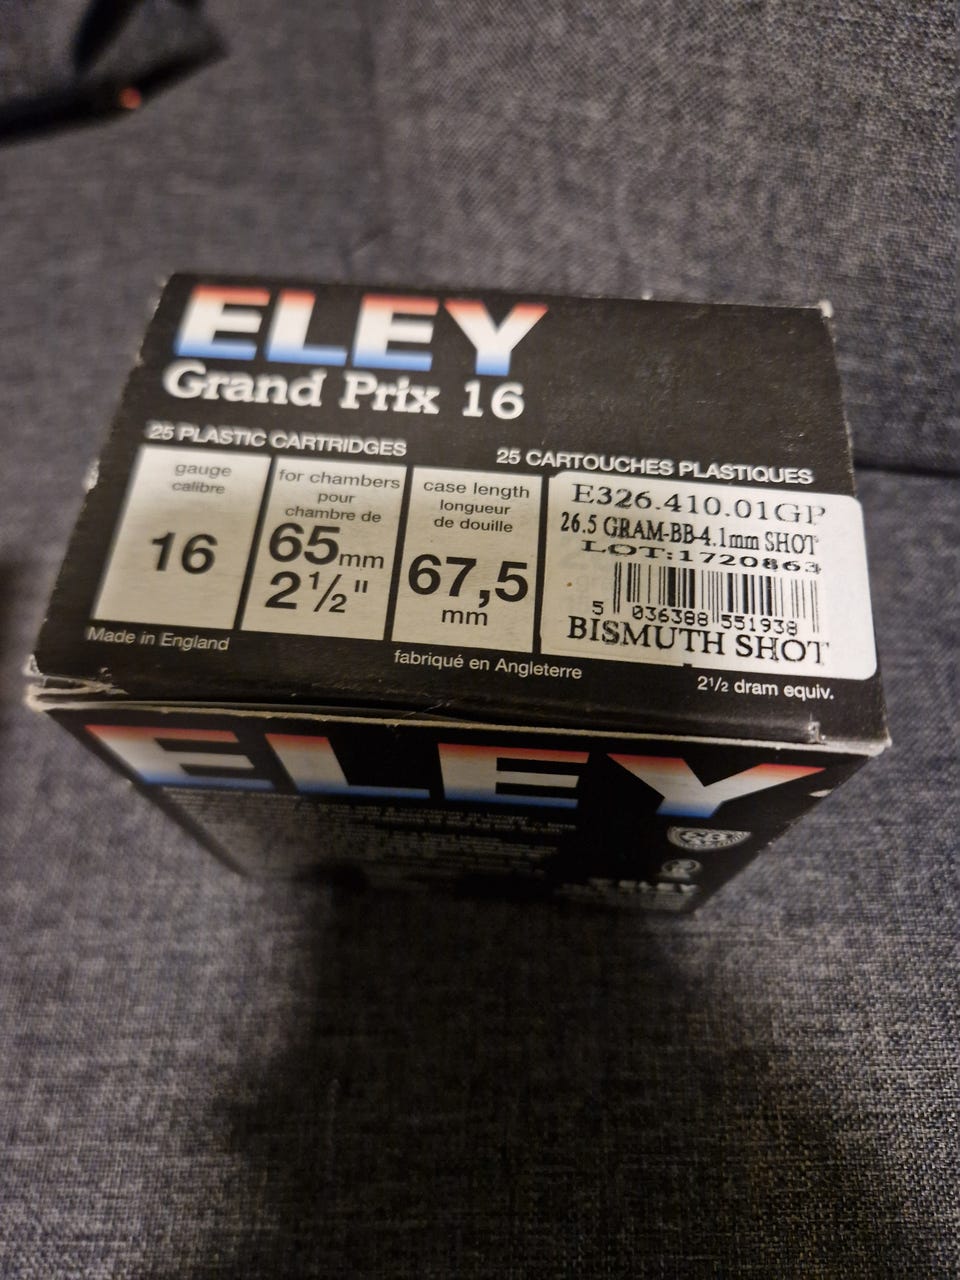 ELEY
Grand Prix 16
25 PLASTIC CARTRIDGES
25 CARTOUCHES PLASTIQUES
gauge
calibre
16
for chambers
pour
chambre de
65mm
2½"
case length
longueur
de douille
67,5
mm
E326.410.01GP
26.5 GRAM-BB-4.1mm SHOT
LOT:1720863
5 036388 551938
BISMUTH SHOT
Made in England
fabriqué en Angleterre
2½ dram equiv.
ELEY
ELEY